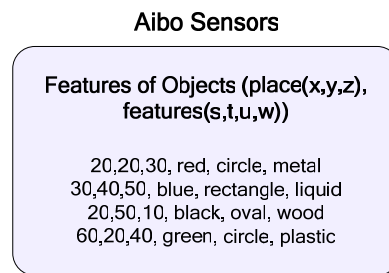 Aibo Sensors
Features of Objects (place(x,y,z),
features(s,t,u,w))
20,20,30, red, circle, metal
30,40,50, blue, rectangle, liquid
20,50,10, black, oval, wood
60,20,40, green, circle, plastic